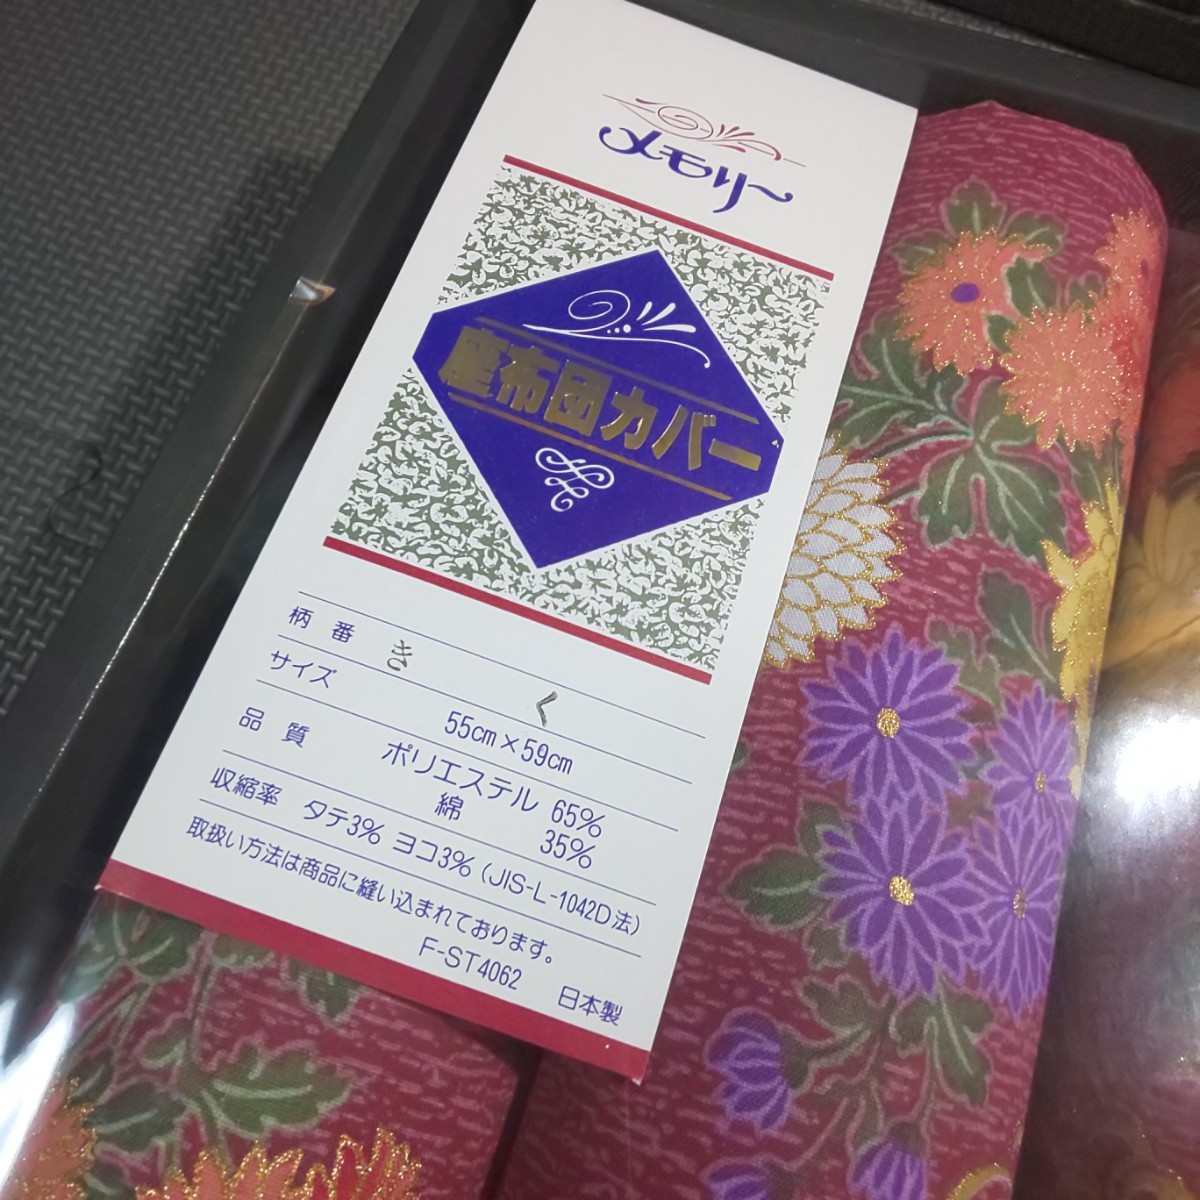 メモリー
座布団カバー
柄番 きく
サイズ 55cm×59cm
品質 ポリエステル 65%
綿 35%
収縮率 タテ3% ヨコ3% (JIS-L-1042D法)
取扱い方法は商品に縫い込まれております。
F-ST4062 日本製